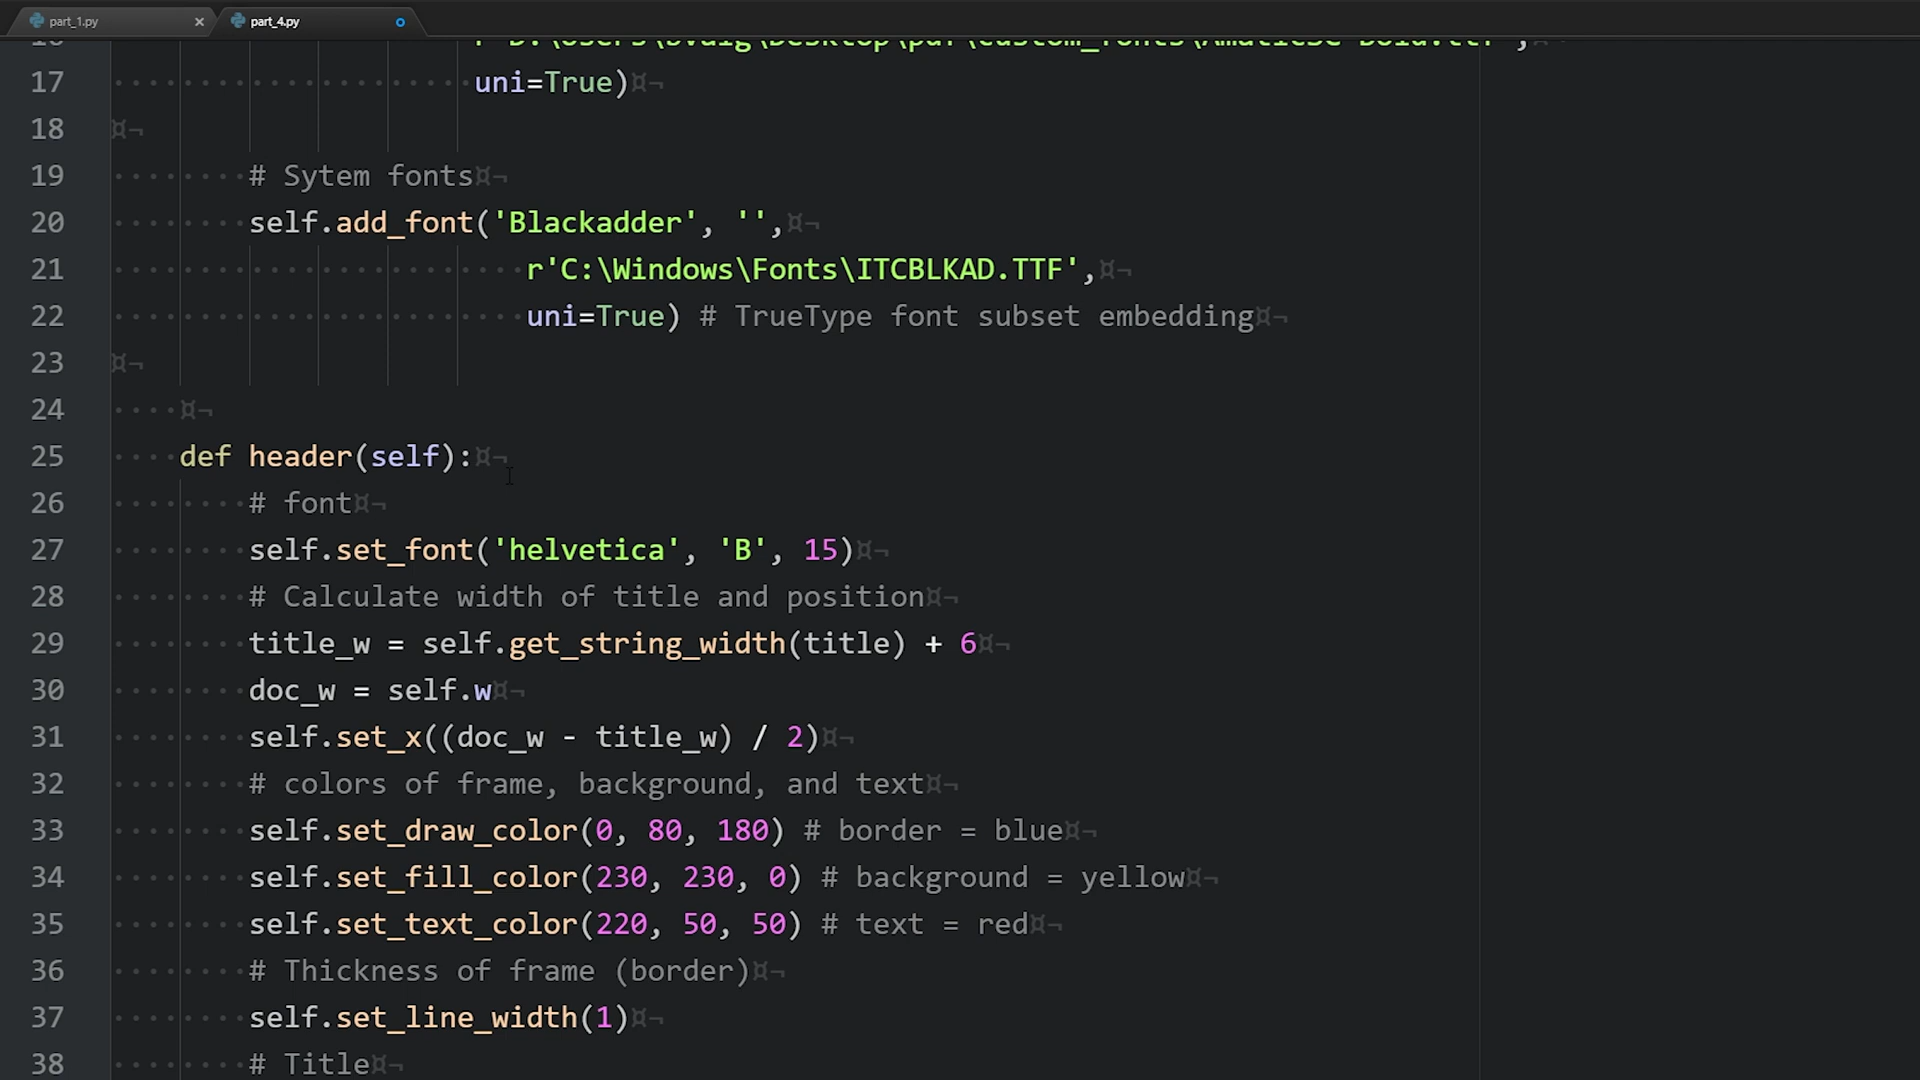 part_1.py
part_4.py
17 uni=True)
18
19 # Sytem fonts
20 self.add_font('Blackadder', '',
21 r'C:\Windows\Fonts\ITCBLKAD.TTF',
22 uni=True) # TrueType font subset embedding
23
24
25 def header(self):
26 # font
27 self.set_font('helvetica', 'B', 15)
28 # Calculate width of title and position
29 title_w = self.get_string_width(title) + 6
30 doc_w = self.w
31 self.set_x((doc_w - title_w) / 2)
32 # colors of frame, background, and text
33 self.set_draw_color(0, 80, 180) # border = blue
34 self.set_fill_color(230, 230, 0) # background = yellow
35 self.set_text_color(220, 50, 50) # text = red
36 # Thickness of frame (border)
37 self.set_line_width(1)
38 # Title